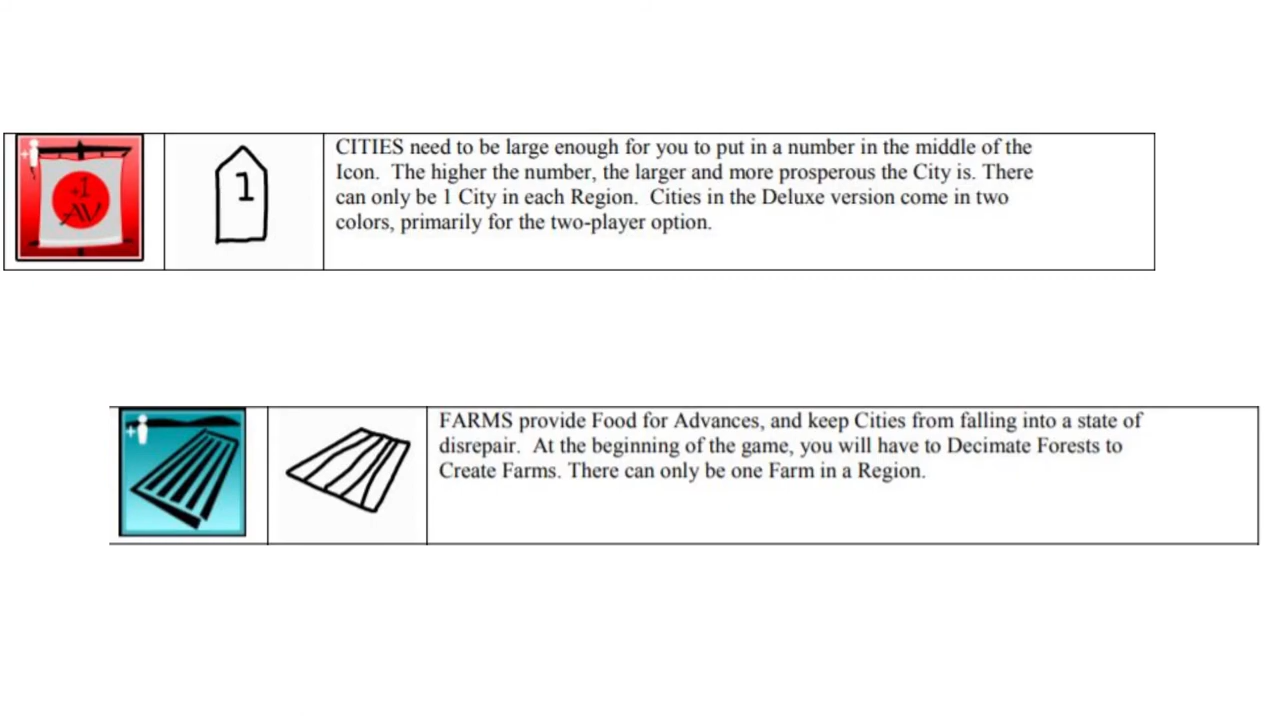 +
+1
AV
1
CITIES need to be large enough for you to put in a number in the middle of the
Icon. The higher the number, the larger and more prosperous the City is. There
can only be 1 City in each Region. Cities in the Deluxe version come in two
colors, primarily for the two-player option.
+
FARMS provide Food for Advances, and keep Cities from falling into a state of
disrepair. At the beginning of the game, you will have to Decimate Forests to
Create Farms. There can only be one Farm in a Region.